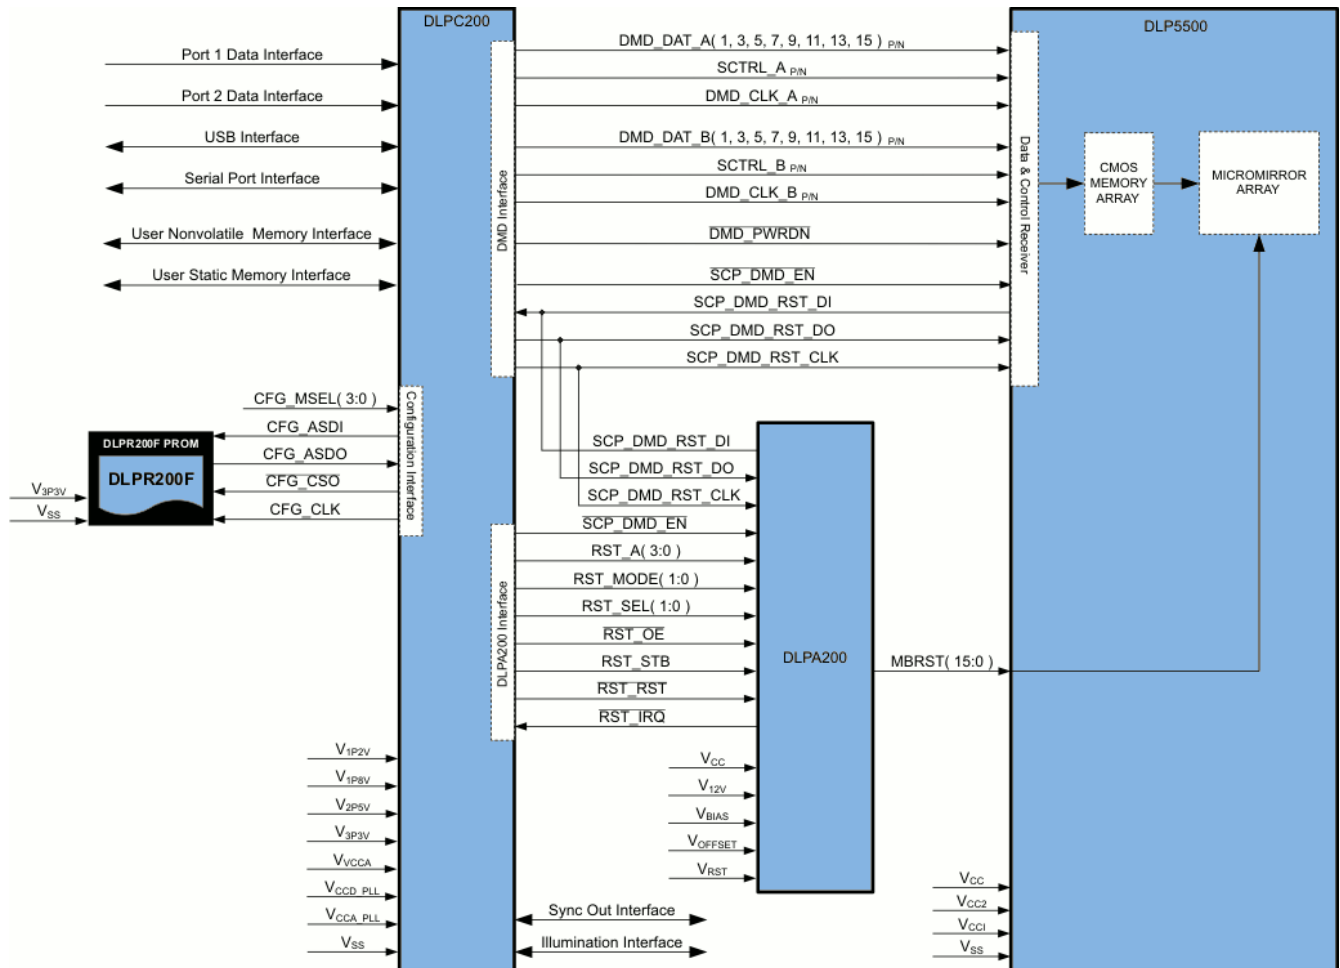 DLPC200
DLP5500
Port 1 Data Interface
Port 2 Data Interface
USB Interface
Serial Port Interface
User Nonvolatile Memory Interface
User Static Memory Interface
DMD Interface
DMD_DAT_A( 1, 3, 5, 7, 9, 11, 13, 15 ) P/N
SCTRL_A P/N
DMD_CLK_A P/N
DMD_DAT_B( 1, 3, 5, 7, 9, 11, 13, 15 ) P/N
SCTRL_B P/N
DMD_CLK_B P/N
DMD_PWRDN
SCP_DMD_EN
SCP_DMD_RST_DI
SCP_DMD_RST_DO
SCP_DMD_RST_CLK
Data & Control Receiver
CMOS
MEMORY
ARRAY
MICROMIRROR
ARRAY
CFG_MSEL( 3:0 )
CFG_ASDI
CFG_ASDO
CFG_CSO
CFG_CLK
Configuration Interface
DLPR200F PROM
DLPR200F
V3P3V
VSS
SCP_DMD_RST_DI
SCP_DMD_RST_DO
SCP_DMD_RST_CLK
SCP_DMD_EN
RST_A( 3:0 )
RST_MODE( 1:0 )
RST_SEL( 1:0 )
RST_OE
RST_STB
RST_RST
RST_IRQ
DLPA200 Interface
DLPA200
MBRST( 15:0 )
V1P2V
V1P8V
V2P5V
V3P3V
VVCCA
VCCD_PLL
VCCA_PLL
VSS
VCC
V12V
VBIAS
VOFFSET
VRST
Sync Out Interface
Illumination Interface
VCC
VCC2
VCCI
VSS